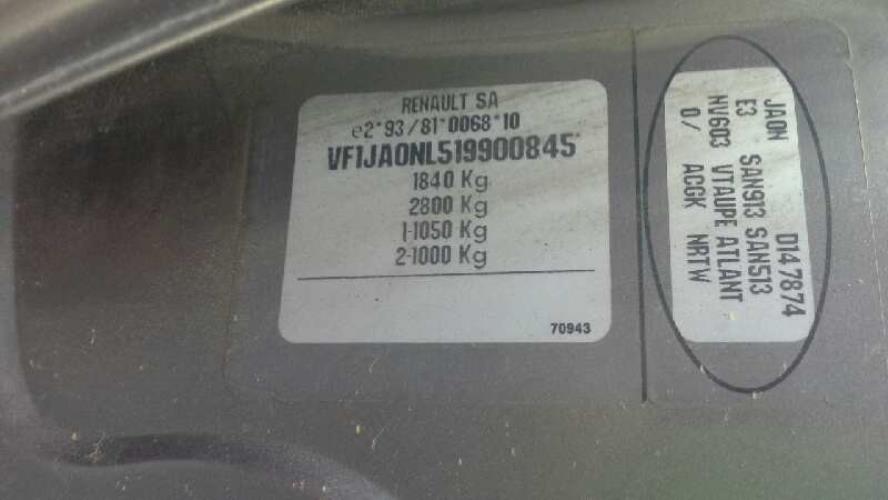 RENAULT SA
e2*93/81*0068*10
VF1JA0NL519900845*
1840 Kg
2800 Kg
1-1050 Kg
2-1000 Kg
70943
D147874
JA0N SAN913 SAN513
E3 VTAUPE ATLANT
NV603
0/ ACGK NRTW